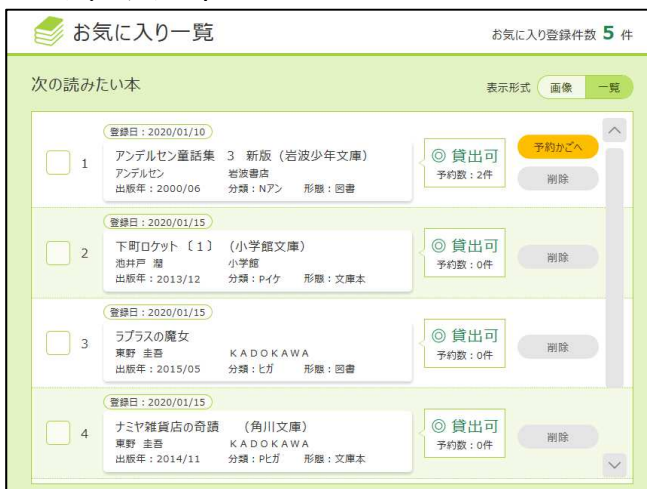 お気に入り一覧
お気に入り登録件数 5 件
次の読みたい本
表示形式 画像 一覧
登録日：2020/01/10
1
アンデルセン童話集 3 新版（岩波少年文庫）
アンデルセン 岩波書店
出版年：2000/06 分類：Nアン 形態：図書
◎ 貸出可
予約数：2件
予約かごへ
削除
登録日：2020/01/15
2
下町ロケット〔１〕（小学館文庫）
池井戸 潤 小学館
出版年：2013/12 分類：Pイケ 形態：文庫本
◎ 貸出可
予約数：0件
削除
登録日：2020/01/15
3
ラプラスの魔女
東野 圭吾 ＫＡＤＯＫＡＷＡ
出版年：2015/05 分類：ヒガ 形態：図書
◎ 貸出可
予約数：0件
削除
登録日：2020/01/15
4
ナミヤ雑貨店の奇蹟 （角川文庫）
東野 圭吾 ＫＡＤＯＫＡＷＡ
出版年：2014/11 分類：Pヒガ 形態：文庫本
◎ 貸出可
予約数：0件
削除